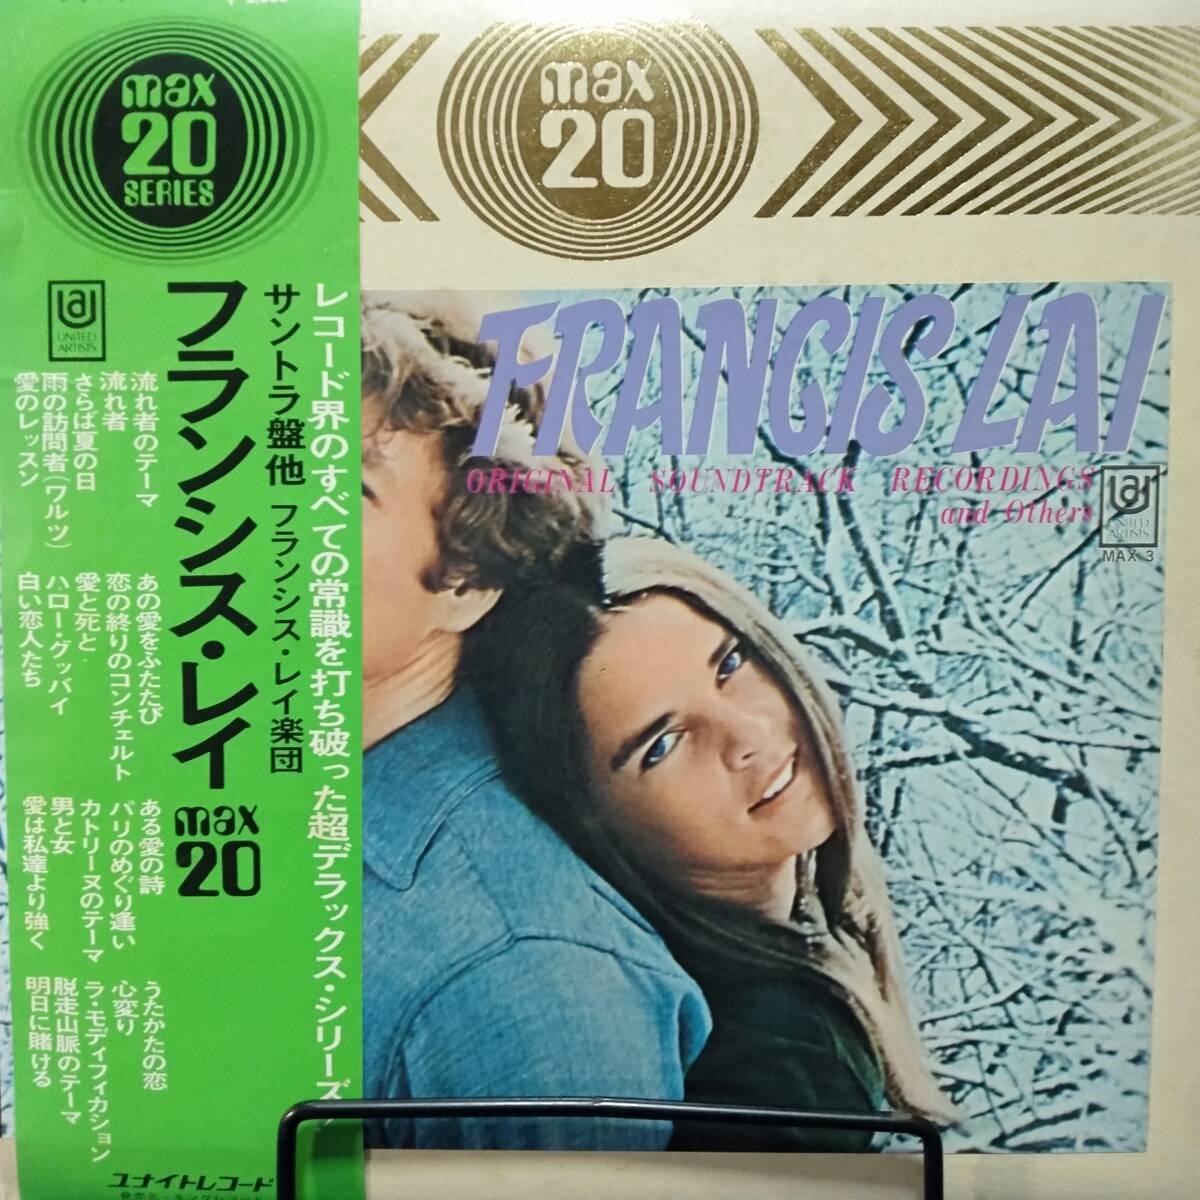 max
20
SERIES
max
20
FRANCIS LAI
ORIGINAL SOUNDTRACK RECORDINGS
and Others
UA
UNITED
ARTISTS
MAX 3
レコード界のすべての常識を打ち破った超デラックス・シリーズ
サントラ盤他 フランシス・レイ楽団
フランシス・レイ
max
20
UA
UNITED
ARTISTS
流れ者のテーマ
流れ者
さらば夏の日
雨の訪問者(ワルツ)
愛のレッスン
あの愛をふたたび
恋の終りのコンチェルト
愛と死と
ハロー・グッバイ
白い恋人たち
ある愛の詩
パリのめぐり逢い
カトリーヌのテーマ
男と女
愛は私達より強く
うたかたの恋
心変り
ラ・モディフィカション
脱走山脈のテーマ
明日に賭ける
ユナイトレコード